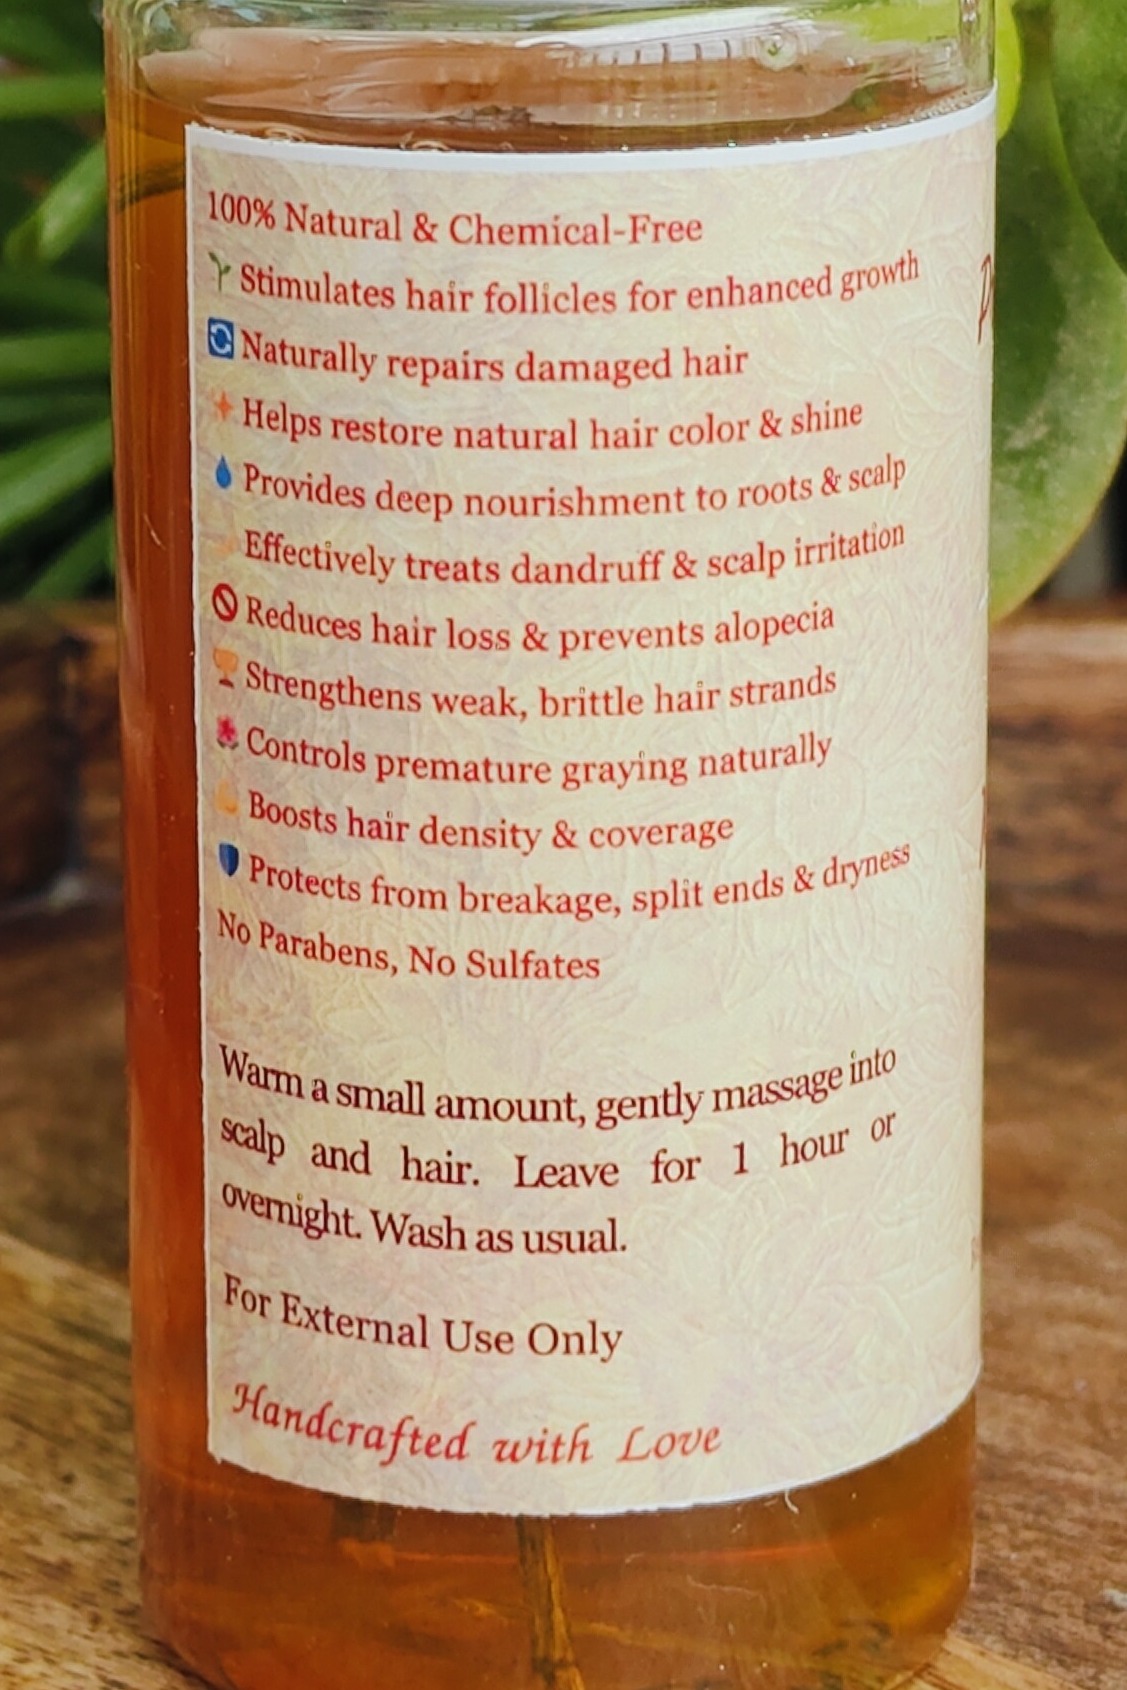 100% Natural & Chemical-Free
Stimulates hair follicles for enhanced growth
Naturally repairs damaged hair
Helps restore natural hair color & shine
Provides deep nourishment to roots & scalp
Effectively treats dandruff & scalp irritation
Reduces hair loss & prevents alopecia
Strengthens weak, brittle hair strands
Controls premature graying naturally
Boosts hair density & coverage
Protects from breakage, split ends & dryness
No Parabens, No Sulfates
Warm a small amount, gently massage into
scalp and hair. Leave for 1 hour or
overnight. Wash as usual.
For External Use Only
Handcrafted with Love